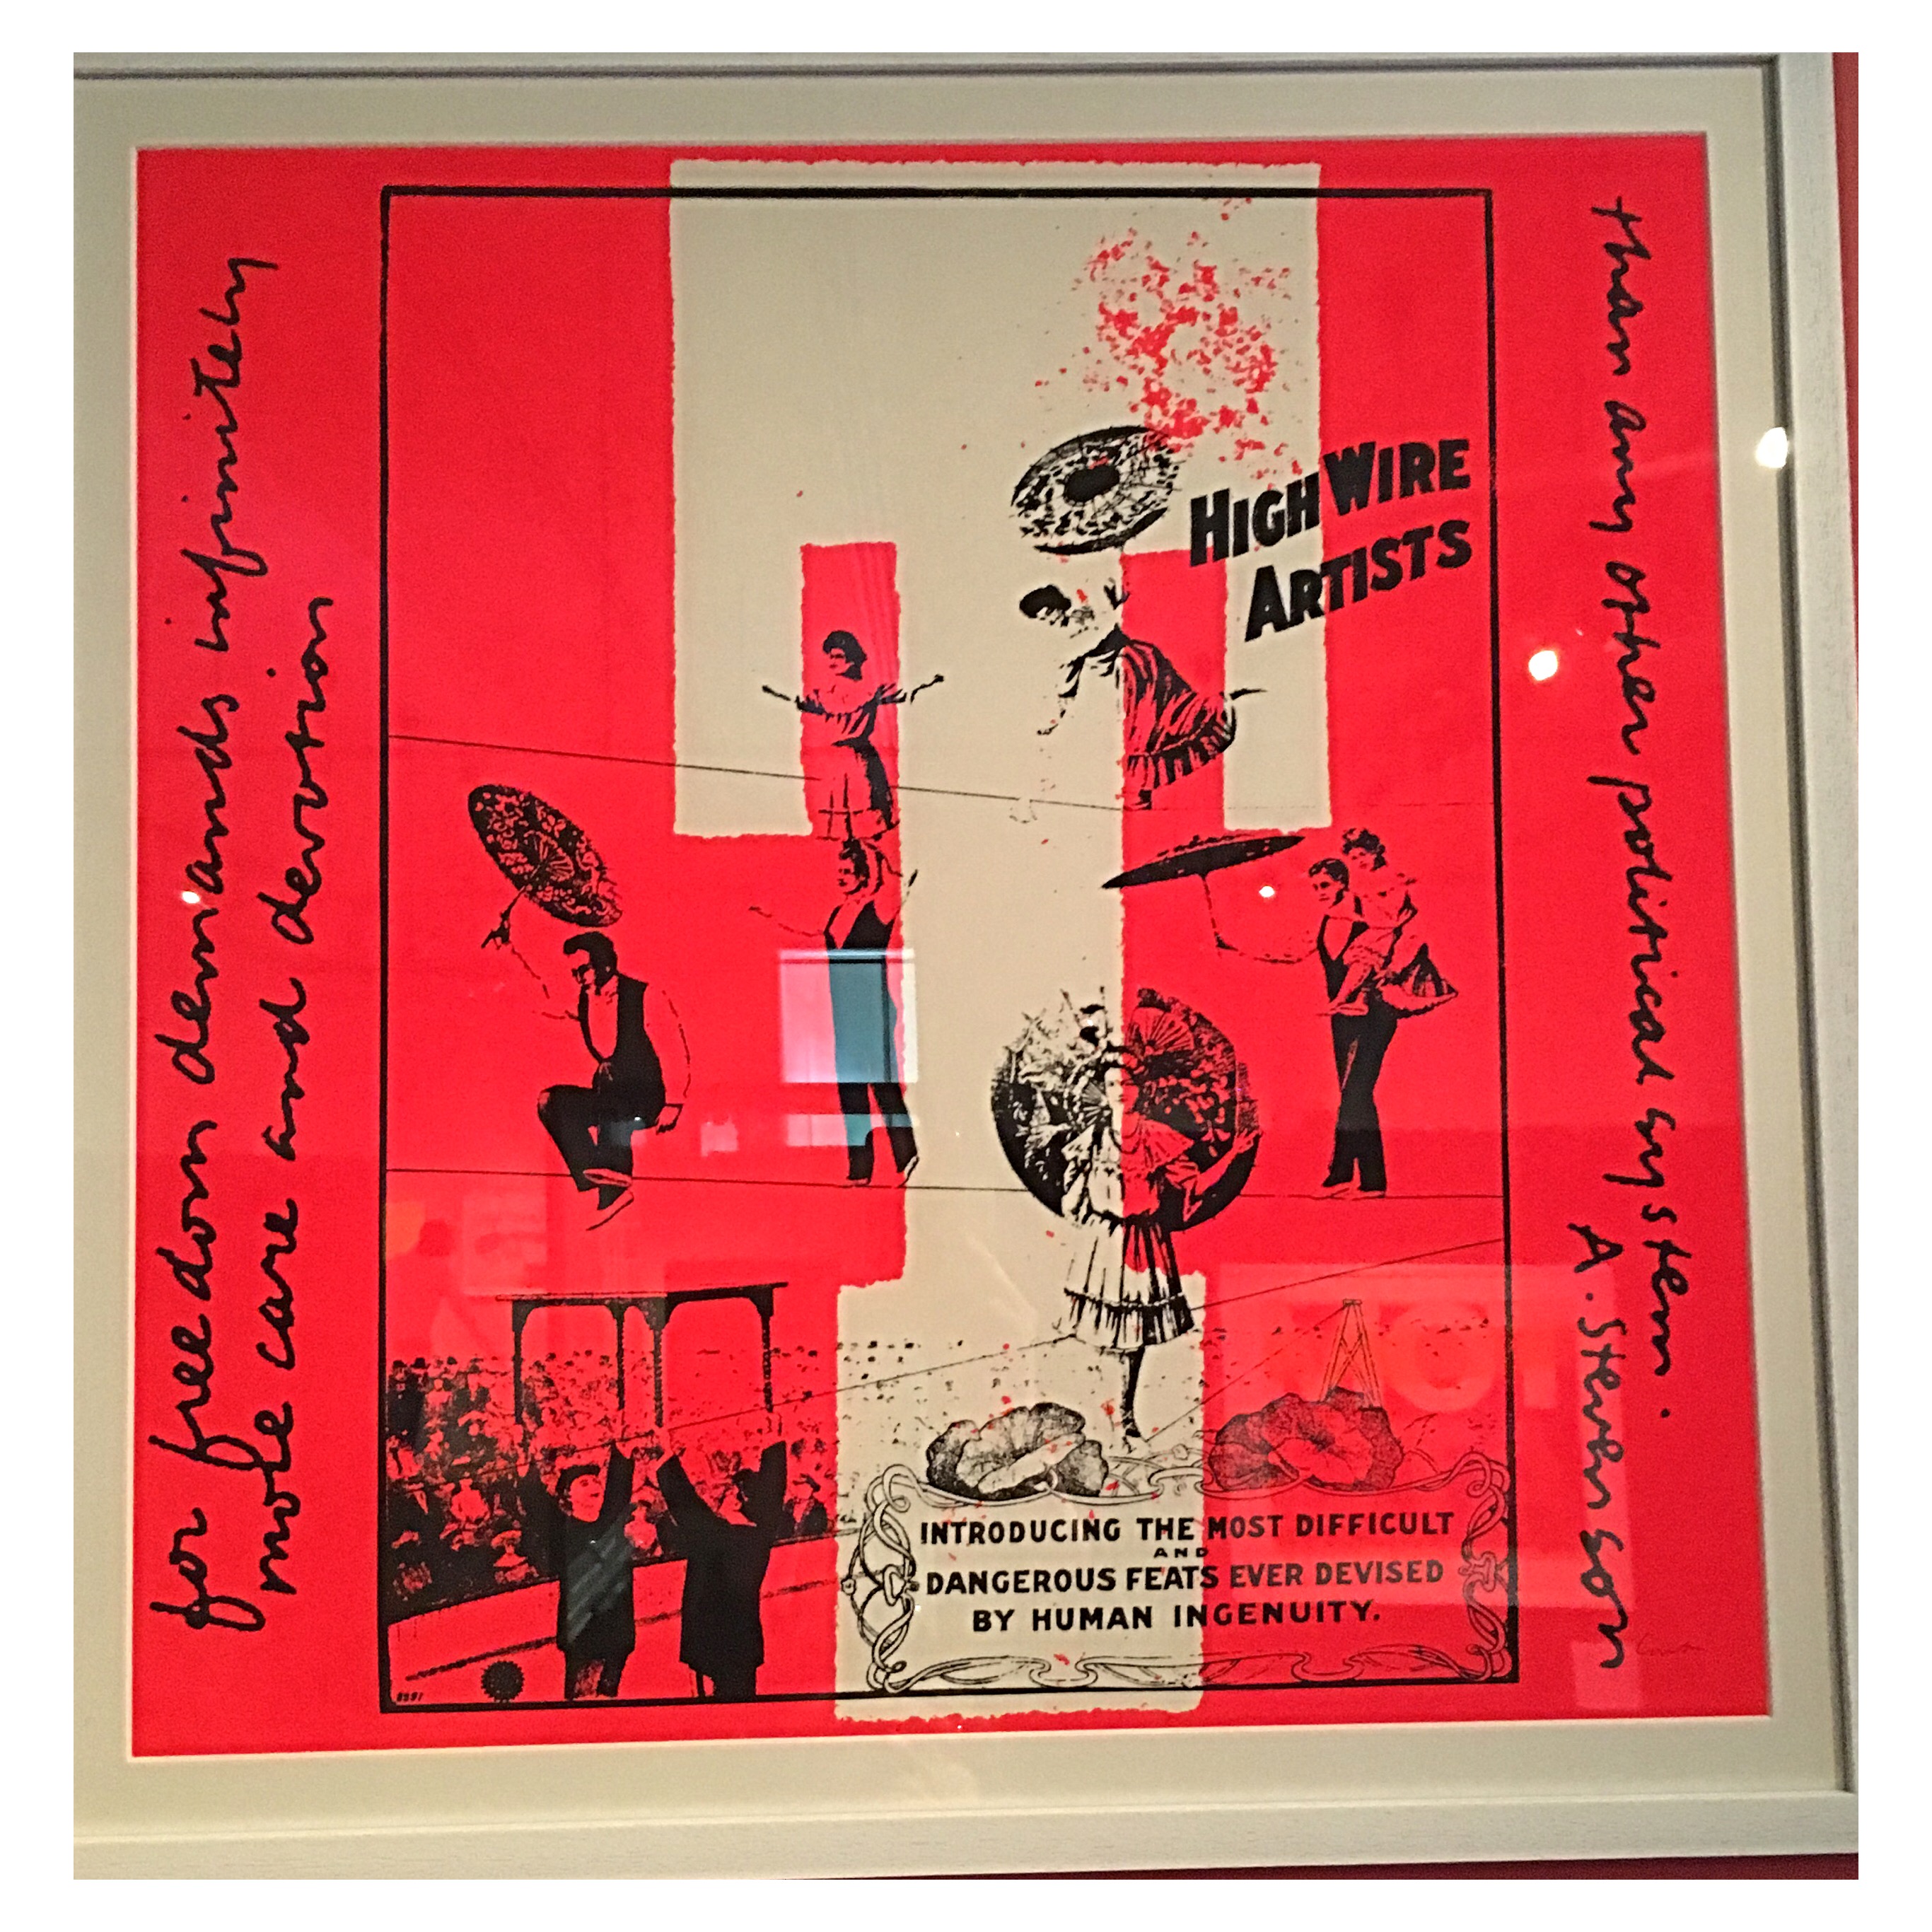 for freedom demands infinitely
more care and devotion
HIGH WIRE
ARTISTS
INTRODUCING THE MOST DIFFICULT
AND
DANGEROUS FEATS EVER DEVISED
BY HUMAN INGENUITY.
than any other political system.
A. Stevenson